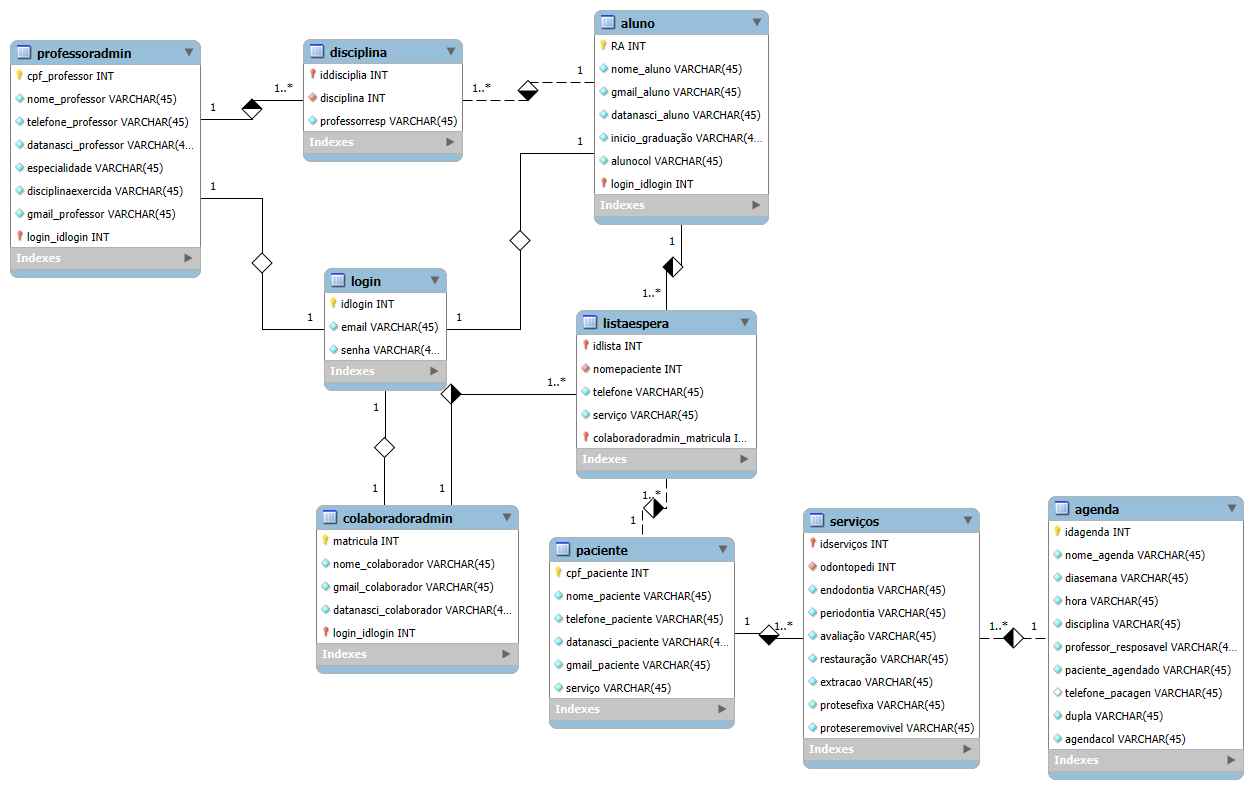 professoradmin
cpf_professor INT
nome_professor VARCHAR(45)
telefone_professor VARCHAR(45)
datanasci_professor VARCHAR(4...
especialidade VARCHAR(45)
disciplinaexercida VARCHAR(45)
gmail_professor VARCHAR(45)
login_idlogin INT
Indexes
1
1..*
disciplina
iddisciplia INT
disciplina INT
professorresp VARCHAR(45)
Indexes
1..*
1
aluno
RA INT
nome_aluno VARCHAR(45)
gmail_aluno VARCHAR(45)
datanasci_aluno VARCHAR(45)
inicio_graduação VARCHAR(4...
alunocol VARCHAR(45)
login_idlogin INT
Indexes
1
1
1
1
1..*
login
idlogin INT
email VARCHAR(45)
senha VARCHAR(4...
Indexes
1
1
listaespera
idlista INT
nomepaciente INT
telefone VARCHAR(45)
serviço VARCHAR(45)
colaboradoradmin_matricula I...
Indexes
1..*
1
1
1..*
1
colaboradoradmin
matricula INT
nome_colaborador VARCHAR(45)
gmail_colaborador VARCHAR(45)
datanasci_colaborador VARCHAR(4...
login_idlogin INT
Indexes
paciente
cpf_paciente INT
nome_paciente VARCHAR(45)
telefone_paciente VARCHAR(45)
datanasci_paciente VARCHAR(4...
gmail_paciente VARCHAR(45)
serviço VARCHAR(45)
Indexes
1
1..*
serviços
idserviços INT
odontopedi INT
endodontia VARCHAR(45)
periodontia VARCHAR(45)
avaliação VARCHAR(45)
restauração VARCHAR(45)
extracao VARCHAR(45)
protesefixa VARCHAR(45)
proteseremovivel VARCHAR(45)
Indexes
1..*
1
agenda
idagenda INT
nome_agenda VARCHAR(45)
diasemana VARCHAR(45)
hora VARCHAR(45)
disciplina VARCHAR(45)
professor_resposavel VARCHAR(4...
paciente_agendado VARCHAR(45)
telefone_pacagen VARCHAR(45)
dupla VARCHAR(45)
agendacol VARCHAR(45)
Indexes